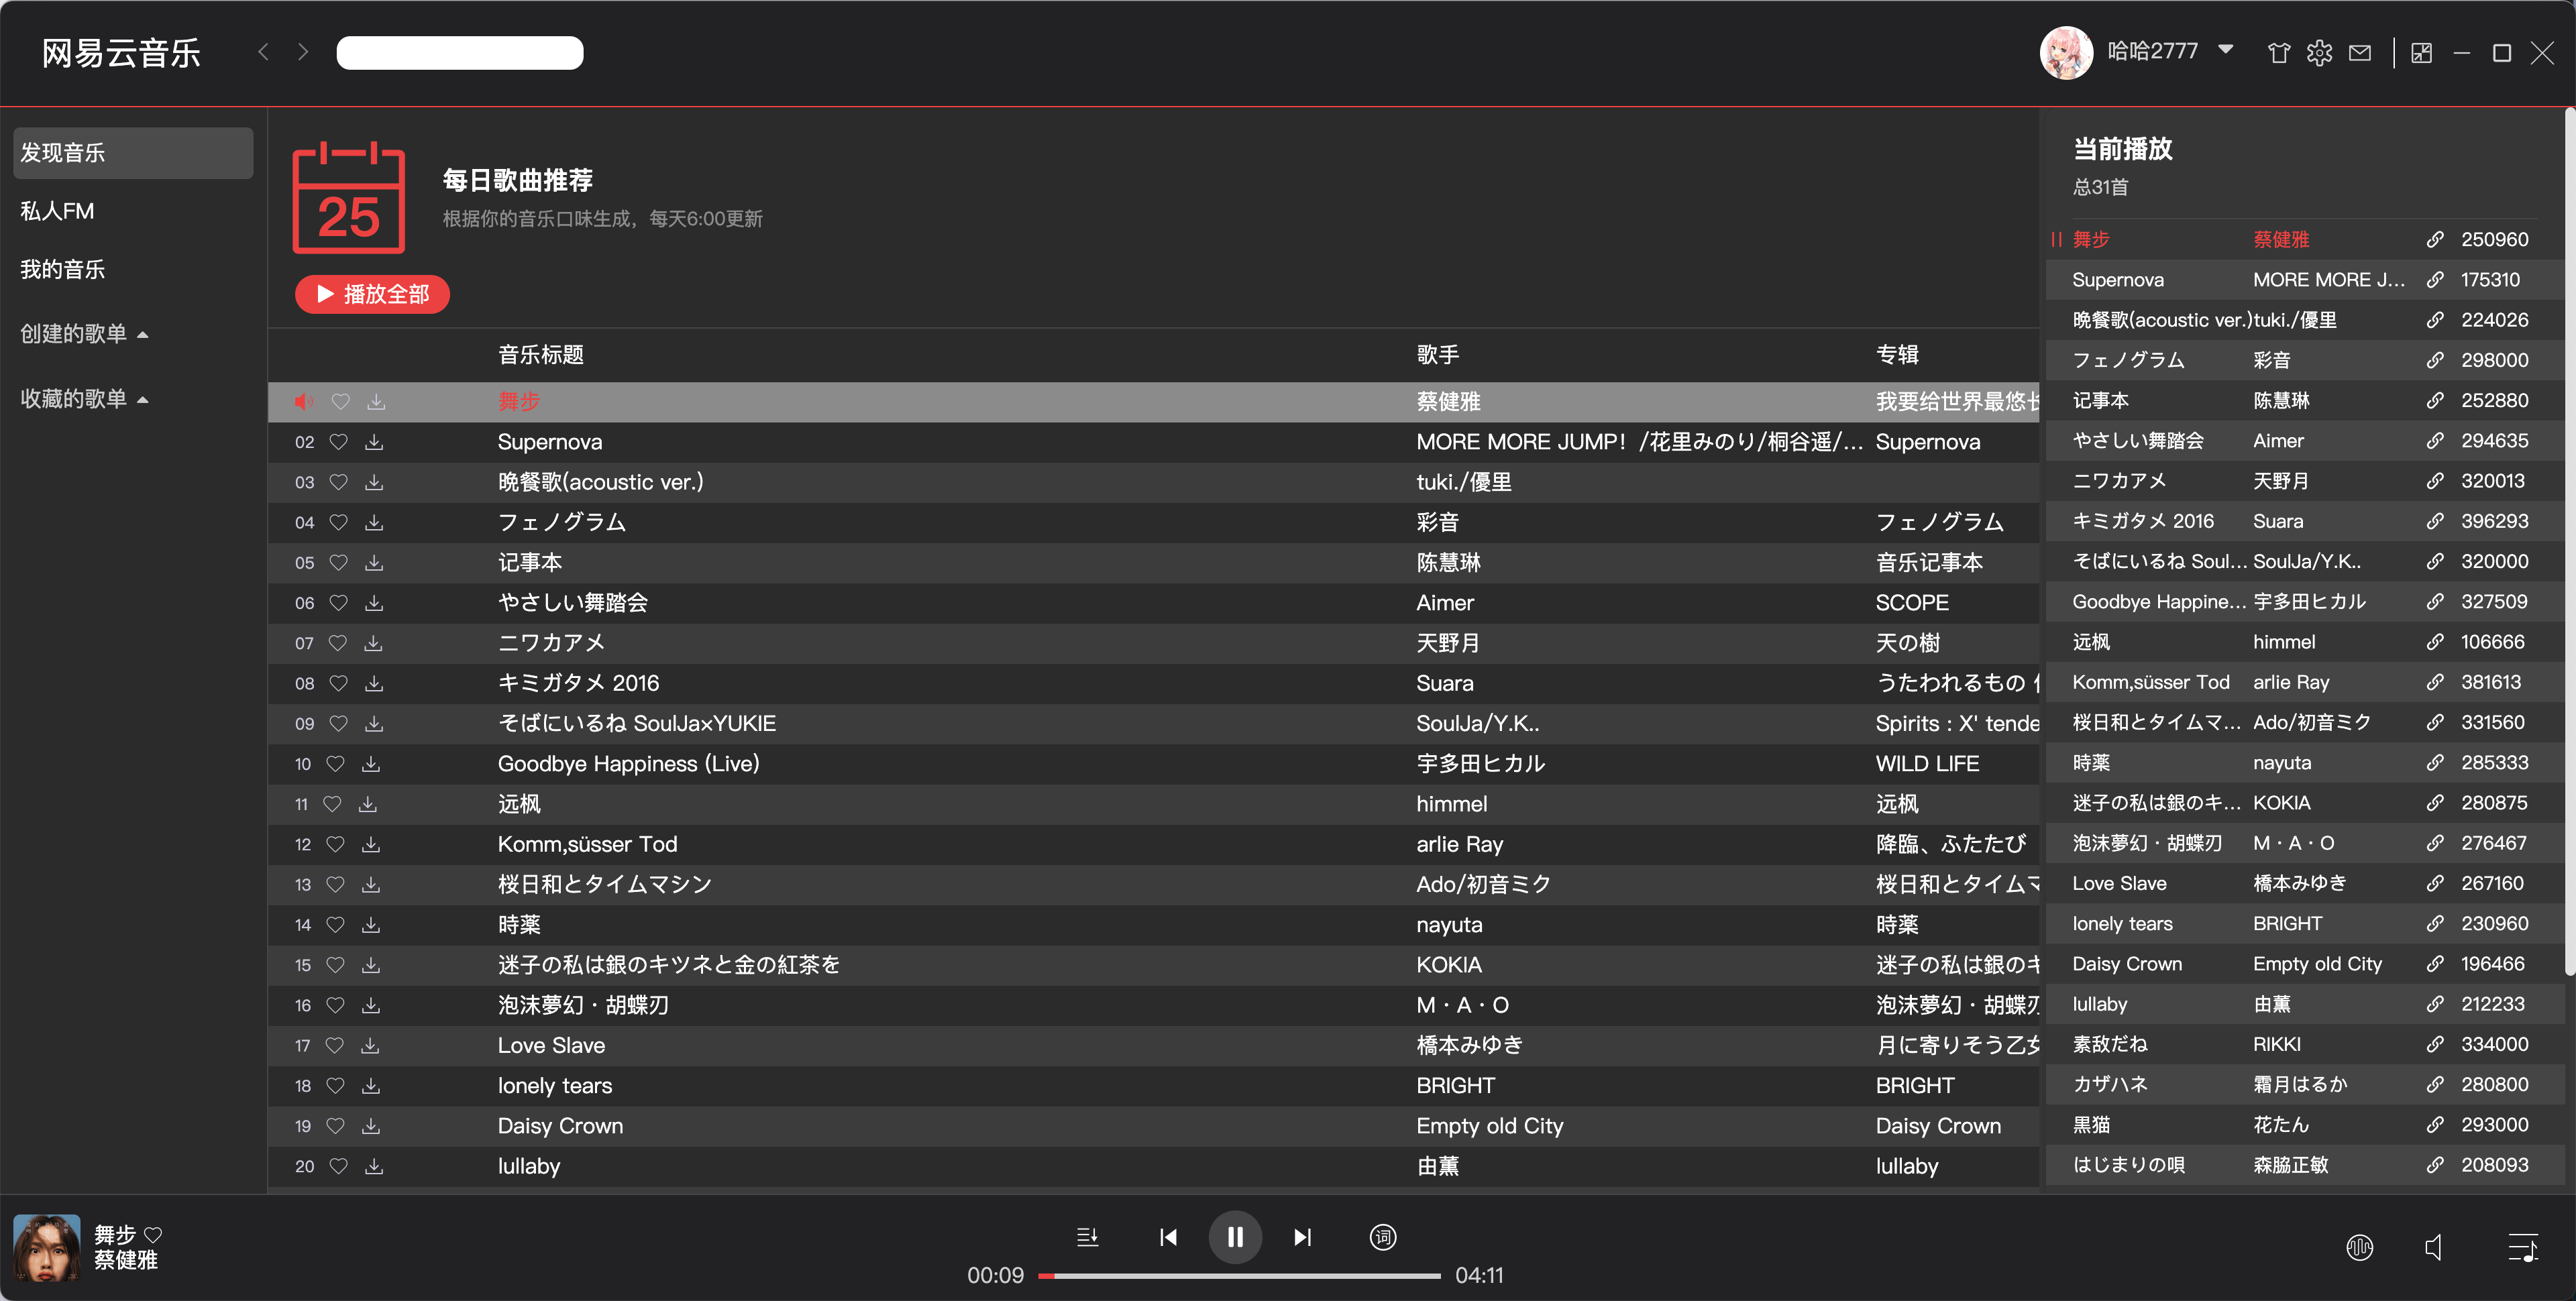 网易云音乐
哈哈2777
发现音乐
私人FM
我的音乐
创建的歌单
收藏的歌单
25
每日歌曲推荐
根据你的音乐口味生成，每天6:00更新
播放全部
音乐标题 歌手 专辑
舞步 蔡健雅 我要给世界最悠
02 Supernova MORE MORE JUMP！/花里みのり/桐谷遥/... Supernova
03 晩餐歌(acoustic ver.) tuki./優里
04 フェノグラム 彩音 フェノグラム
05 记事本 陈慧琳 音乐记事本
06 やさしい舞踏会 Aimer SCOPE
07 ニワカアメ 天野月 天の樹
08 キミガタメ 2016 Suara うたわれるもの
09 そばにいるね SoulJa×YUKIE SoulJa/Y.K.. Spirits : X' tende
10 Goodbye Happiness (Live) 宇多田ヒカル WILD LIFE
11 远枫 himmel 远枫
12 Komm,süsser Tod arlie Ray 降臨、ふたたび
13 桜日和とタイムマシン Ado/初音ミク 桜日和とタイムマ
14 時薬 nayuta 時薬
15 迷子の私は銀のキツネと金の紅茶を KOKIA 迷子の私は銀のキ
16 泡沫夢幻・胡蝶刃 M・A・O 泡沫夢幻・胡蝶刃
17 Love Slave 橋本みゆき 月に寄りそう乙女
18 lonely tears BRIGHT BRIGHT
19 Daisy Crown Empty old City Daisy Crown
20 lullaby 由薫 lullaby
当前播放
总31首
舞步 蔡健雅 250960
Supernova MORE MORE J... 175310
晩餐歌(acoustic ver.) tuki./優里 224026
フェノグラム 彩音 298000
记事本 陈慧琳 252880
やさしい舞踏会 Aimer 294635
ニワカアメ 天野月 320013
キミガタメ 2016 Suara 396293
そばにいるね Soul... SoulJa/Y.K.. 320000
Goodbye Happine... 宇多田ヒカル 327509
远枫 himmel 106666
Komm,süsser Tod arlie Ray 381613
桜日和とタイムマ... Ado/初音ミク 331560
時薬 nayuta 285333
迷子の私は銀のキ... KOKIA 280875
泡沫夢幻・胡蝶刃 M・A・O 276467
Love Slave 橋本みゆき 267160
lonely tears BRIGHT 230960
Daisy Crown Empty old City 196466
lullaby 由薫 212233
素敌だね RIKKI 334000
カザハネ 霜月はるか 280800
黒猫 花たん 293000
はじまりの唄 森脇正敏 208093
舞步
蔡健雅
词
00:09 04:11